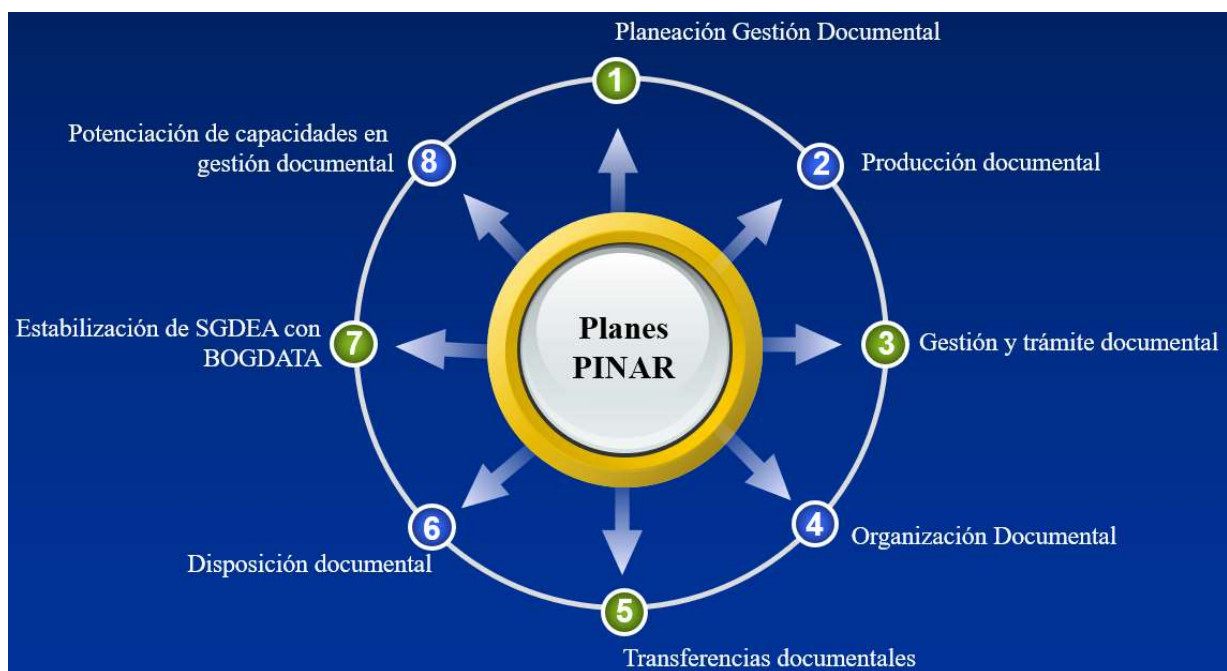 Planes
PINAR
1
Planeación Gestión Documental
2
Producción documental
3
Gestión y trámite documental
4
Organización Documental
5
Transferencias documentales
6
Disposición documental
7
Estabilización de SGDEA con
BOGDATA
8
Potenciación de capacidades en
gestión documental